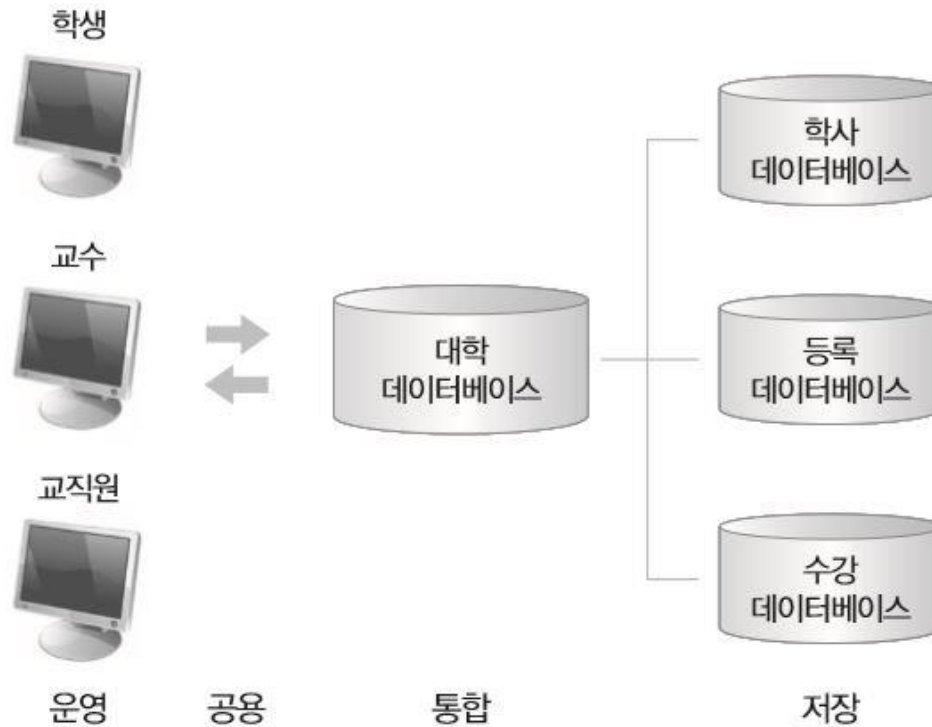 학생
교수
교직원
대학
데이터베이스
학사
데이터베이스
등록
데이터베이스
수강
데이터베이스
운영 공용 통합 저장